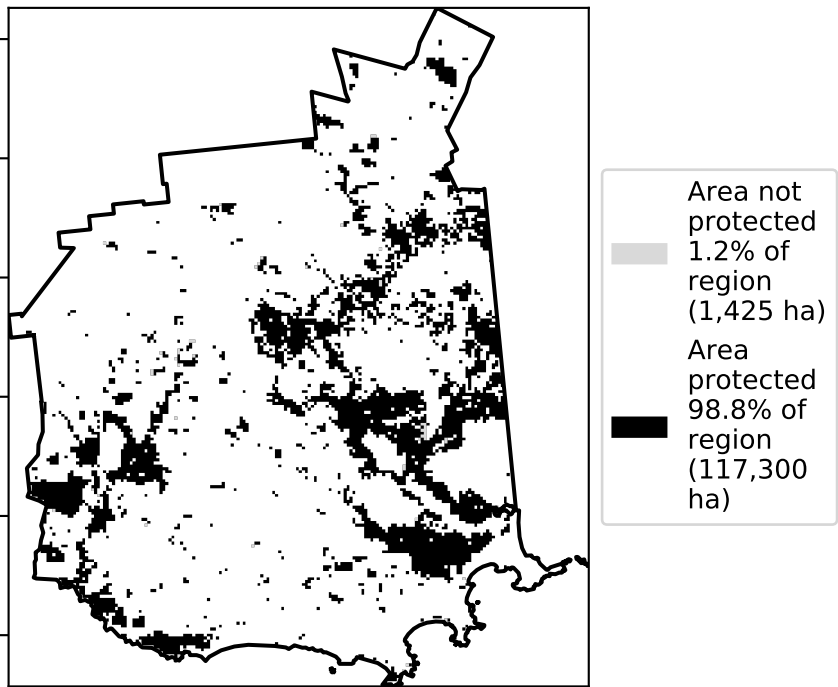 Area not
protected
1.2% of
region
(1,425 ha)
Area
protected
98.8% of
region
(117,300
ha)